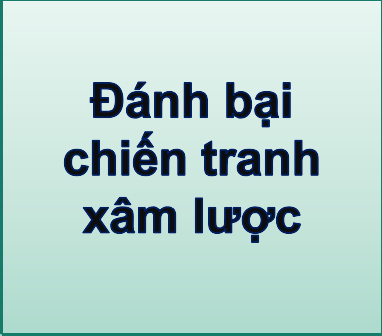 Đánh bại
chiến tranh
xâm lược